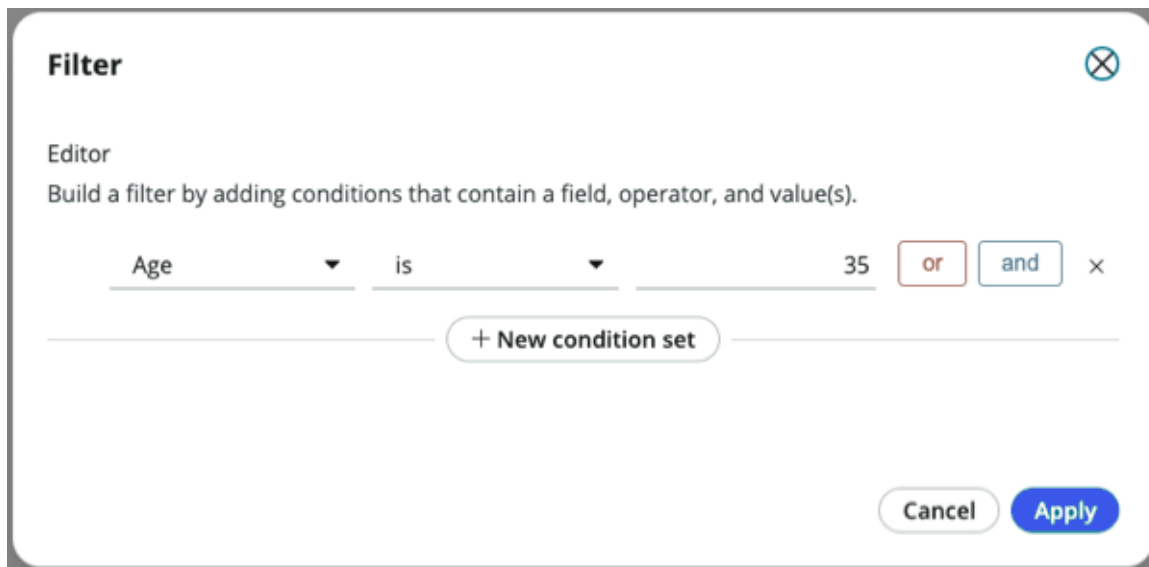 Filter
Editor
Build a filter by adding conditions that contain a field, operator, and value(s).
Age is 35 or and
+ New condition set
Cancel Apply